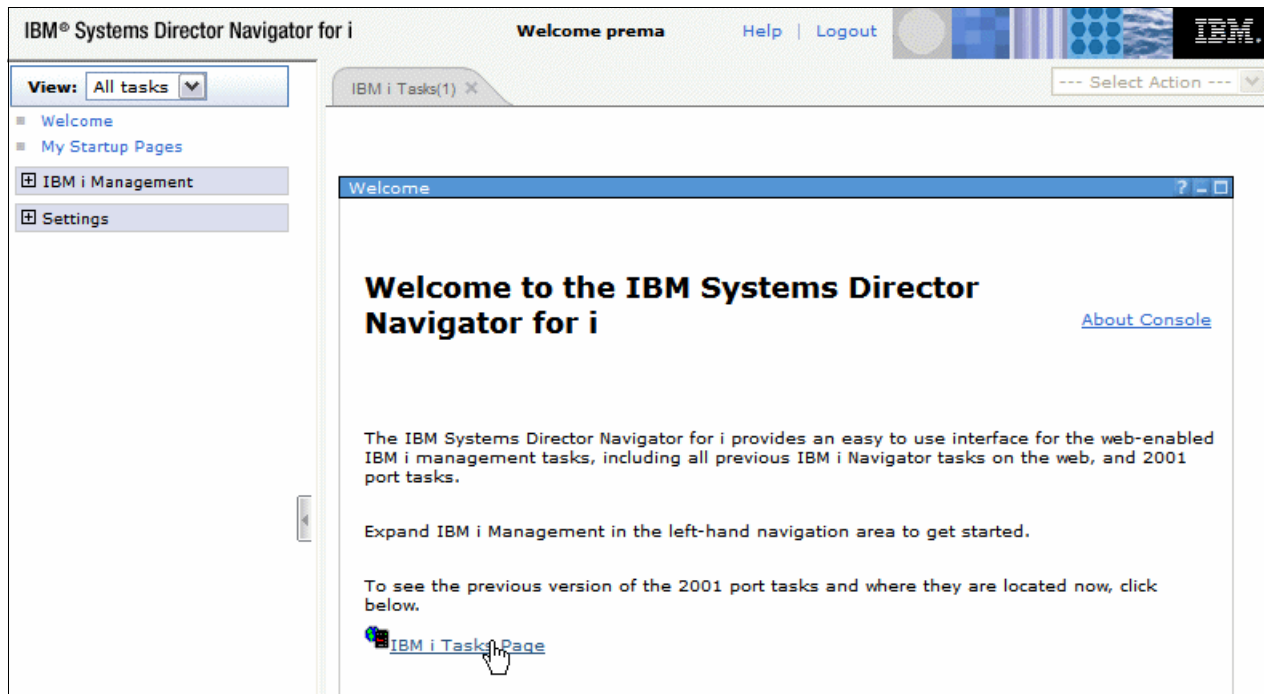 IBM® Systems Director Navigator for i
Welcome prema
Help | Logout
IBM.
View: All tasks
IBM i Tasks(1)
--- Select Action ---
Welcome
My Startup Pages
IBM i Management
Settings
Welcome
?
Welcome to the IBM Systems Director
Navigator for i
About Console
The IBM Systems Director Navigator for i provides an easy to use interface for the web-enabled
IBM i management tasks, including all previous IBM i Navigator tasks on the web, and 2001
port tasks.
Expand IBM i Management in the left-hand navigation area to get started.
To see the previous version of the 2001 port tasks and where they are located now, click
below.
IBM i Tasks Page